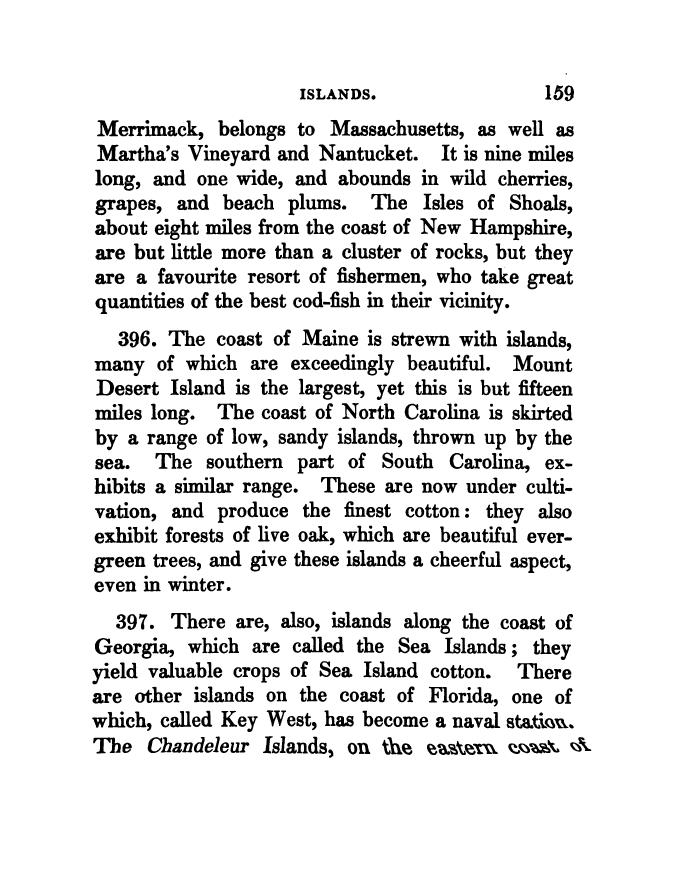 ISLANDS. 159
Merrimack, belongs to Massachusetts, as well as
Martha's Vineyard and Nantucket. It is nine miles
long, and one wide, and abounds in wild cherries,
grapes, and beach plums. The Isles of Shoals,
about eight miles from the coast of New Hampshire,
are but little more than a cluster of rocks, but they
are a favourite resort of fishermen, who take great
quantities of the best cod-fish in their vicinity.
396. The coast of Maine is strewn with islands,
many of which are exceedingly beautiful. Mount
Desert Island is the largest, yet this is but fifteen
miles long. The coast of North Carolina is skirted
by a range of low, sandy islands, thrown up by the
sea. The southern part of South Carolina, ex-
hibits a similar range. These are now under culti-
vation, and produce the finest cotton: they also
exhibit forests of live oak, which are beautiful ever-
green trees, and give these islands a cheerful aspect,
even in winter.
397. There are, also, islands along the coast of
Georgia, which are called the Sea Islands; they
yield valuable crops of Sea Island cotton. There
are other islands on the coast of Florida, one of
which, called Key West, has become a naval station.
The Chandeleur Islands, on the eastern coast of